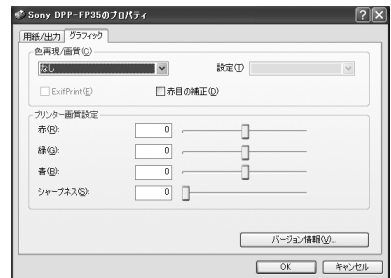 Sony DPP-FP35のプロパティ
用紙/出力 グラフィック
色再現/画質(C)
なし 設定(T)
ExifPrint(E) 赤目の補正(D)
プリンター画質設定
赤(R): 0
緑(G): 0
青(B): 0
シャープネス(S): 0
バージョン情報(V)...
OK キャンセル